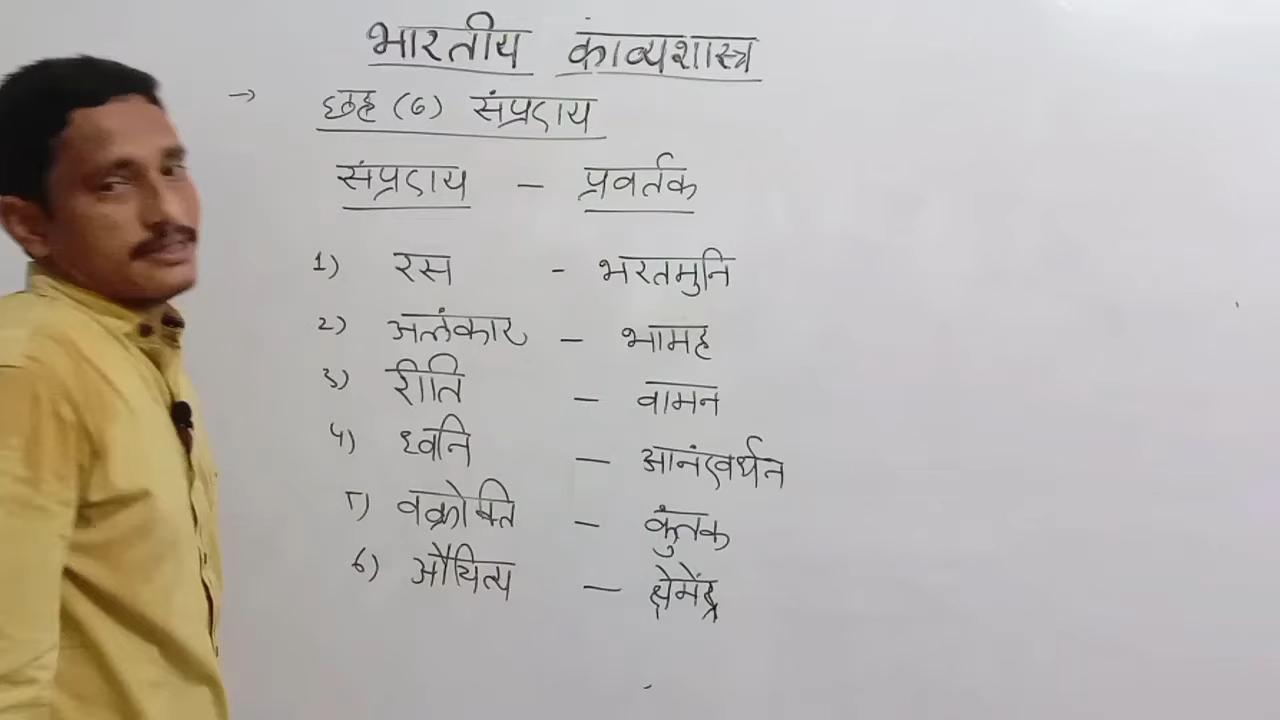 भारतीय काव्यशास्त्र
→ छह (6) संप्रदाय
संप्रदाय - प्रवर्तक
1) रस - भरतमुनि
2) अलंकार - भामह
3) रीति - वामन
4) ध्वनि - आनंदवर्धन
5) वक्रोक्ति - कुंतक
6) औचित्य - क्षेमेंद्र